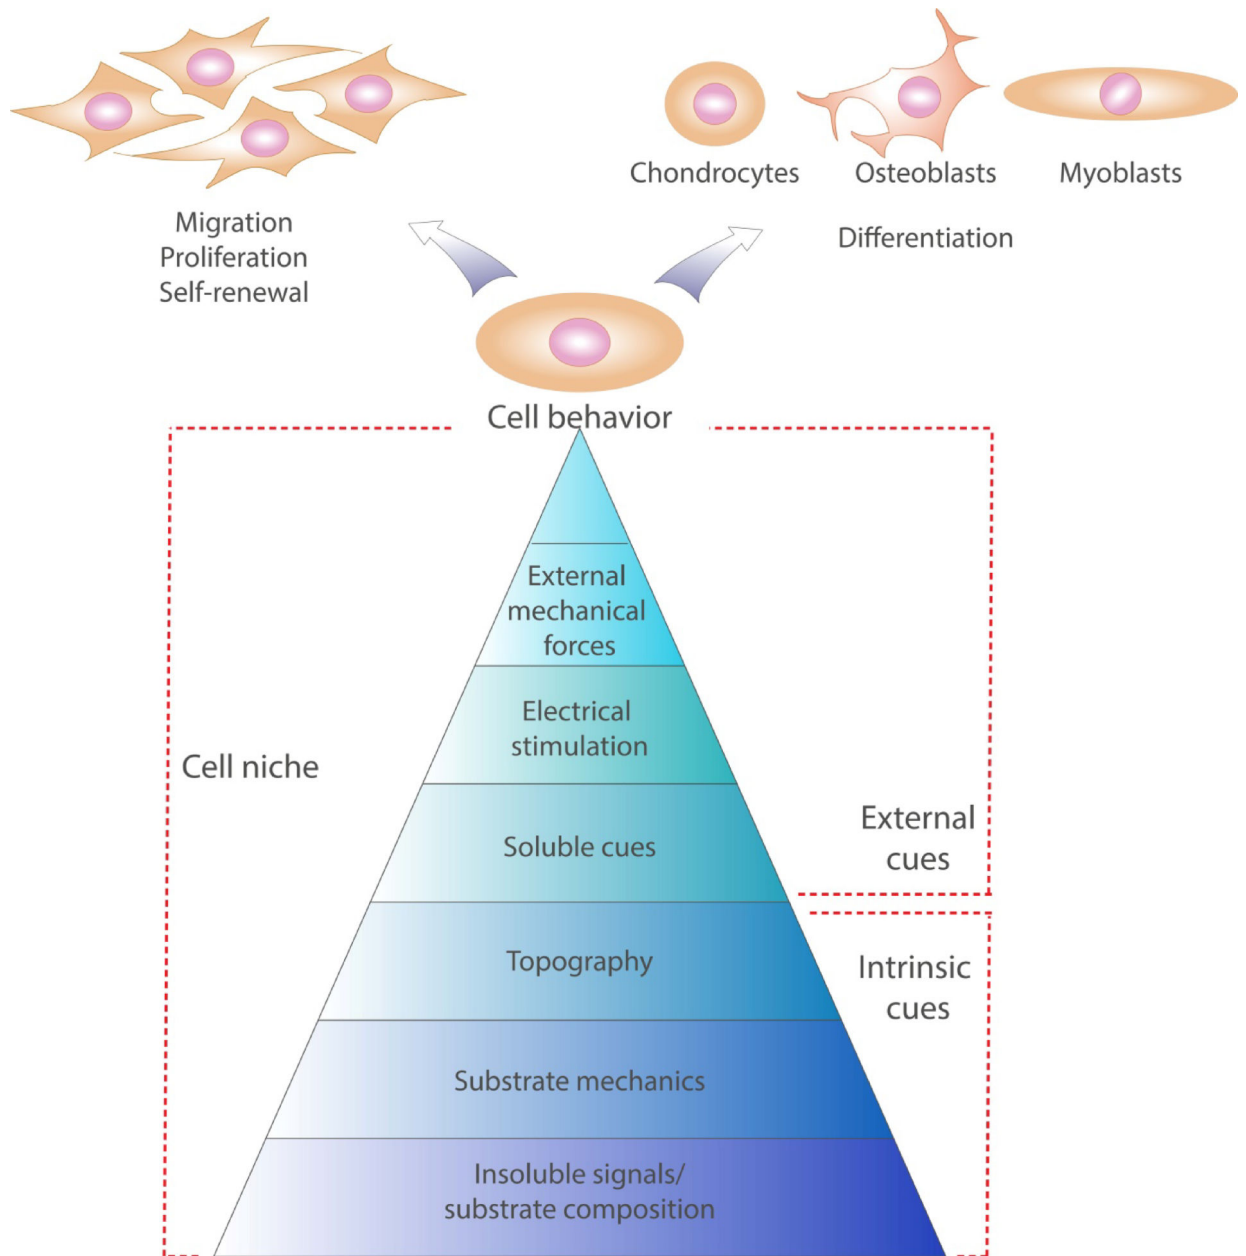 Chondrocytes
Osteoblasts
Myoblasts
Migration
Proliferation
Self-renewal
Differentiation
Cell behavior
External
mechanical
forces
Electrical
stimulation
Cell niche
Soluble cues
External
cues
Topography
Intrinsic
cues
Substrate mechanics
Insoluble signals/
substrate composition